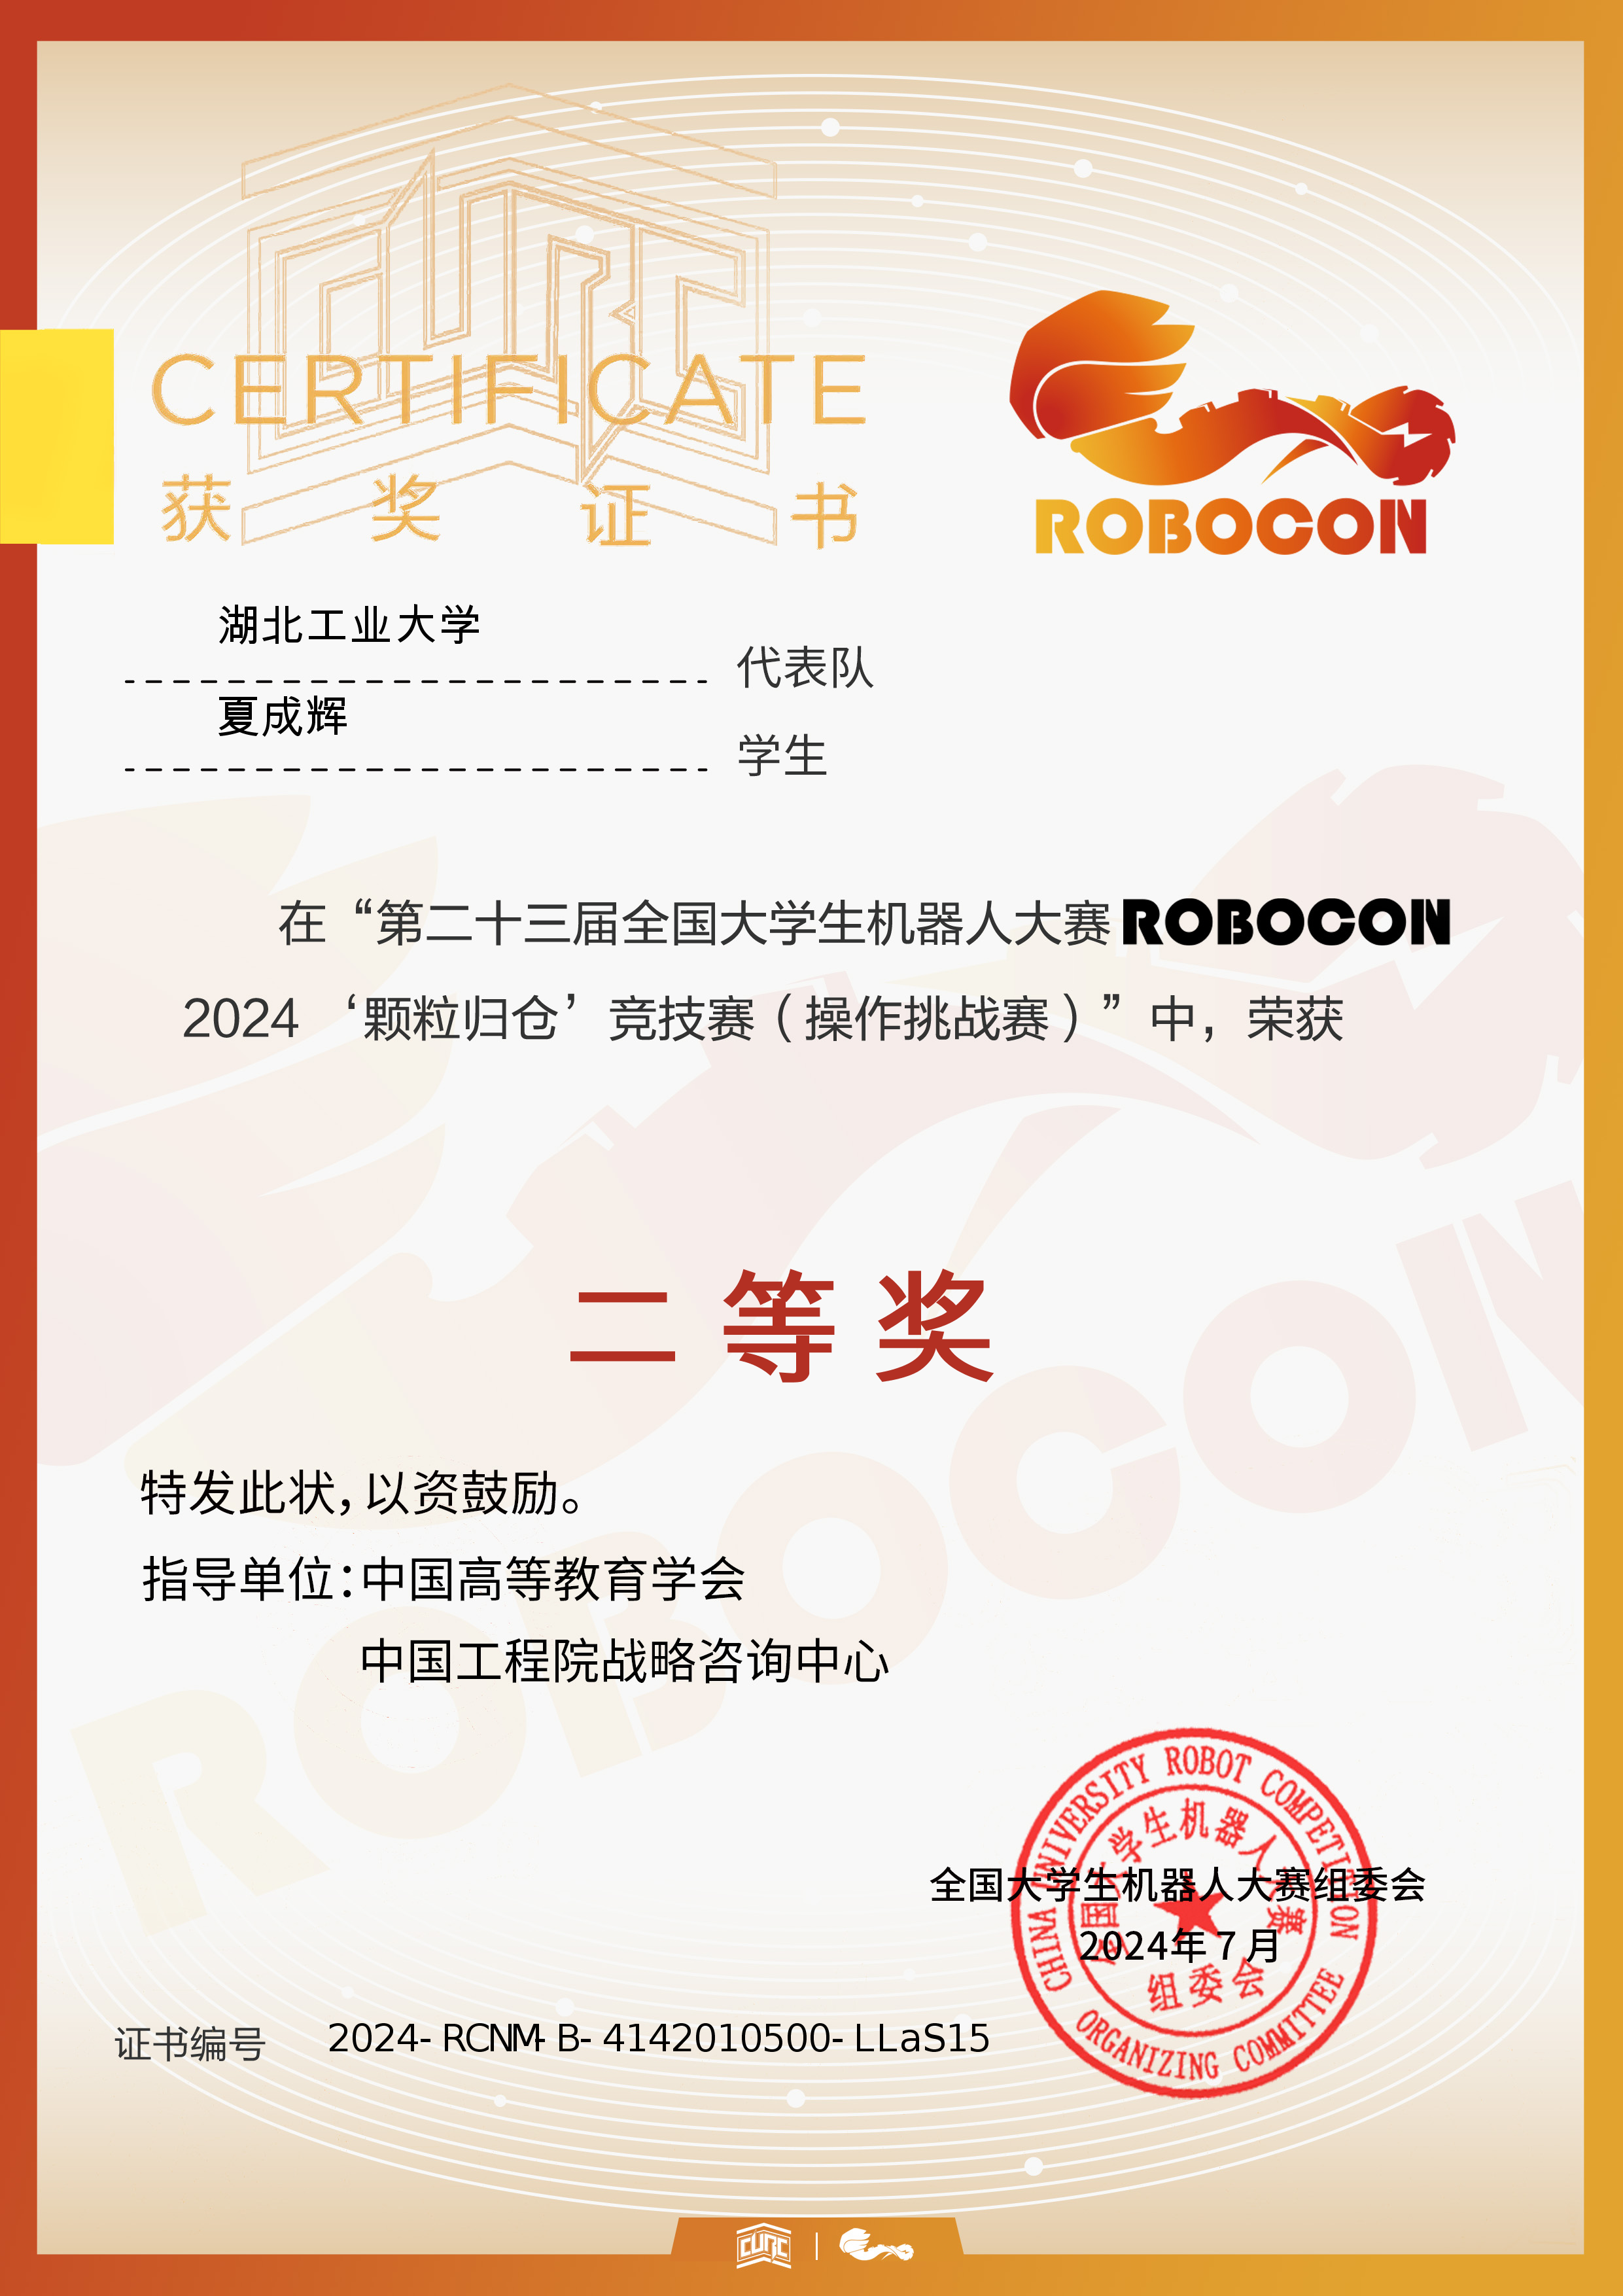 CURC
CERTIFICATE
获奖证书
ROBOCON
湖北工业大学
代表队
夏成辉
学生
在“第二十三届全国大学生机器人大赛ROBOCON
2024 ‘颗粒归仓’竞技赛（操作挑战赛）”中，荣获
二等奖
特发此状，以资鼓励。
指导单位：中国高等教育学会
中国工程院战略咨询中心
全国大学生机器人大赛组委会
2024年7月
CHINA UNIVERSITY ROBOT COMPETITION
全国大学生机器人大赛
组委会
ORGANIZING COMMITTEE
证书编号 2024-RCNM-B-4142010500-LLaS15
ROBOCON
CURC